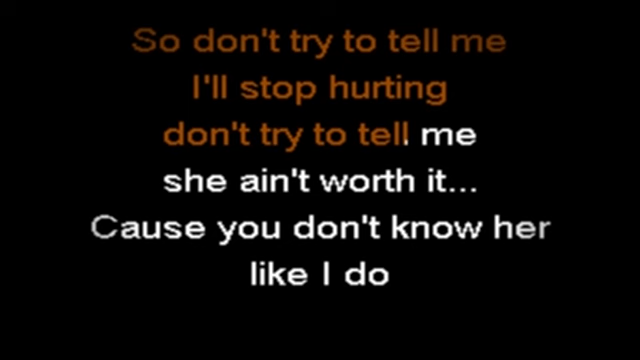 So don't try to tell me
I'll stop hurting
don't try to tell me
she ain't worth it...
Cause you don't know her
like I do